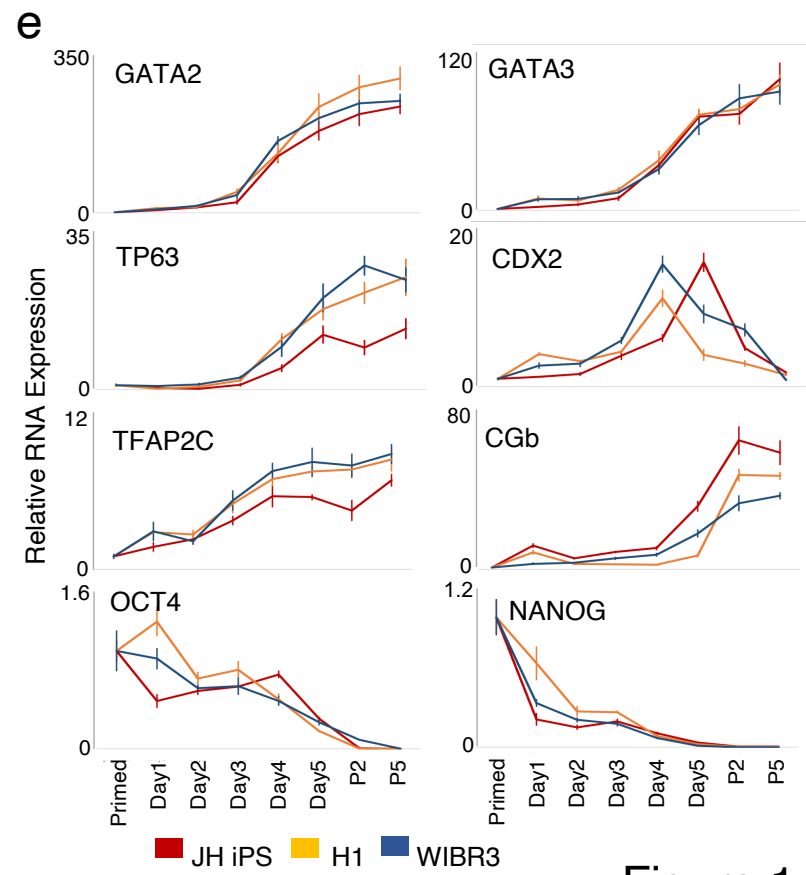 e
350
GATA2
0
120
GATA3
0
Relative RNA Expression
35
TP63
0
20
CDX2
0
12
TFAP2C
0
80
CGb
0
1.6
OCT4
0
1.2
NANOG
0
Primed Day1 Day2 Day3 Day4 Day5 P2 P5
Primed Day1 Day2 Day3 Day4 Day5 P2 P5
JH iPS H1 WIBR3